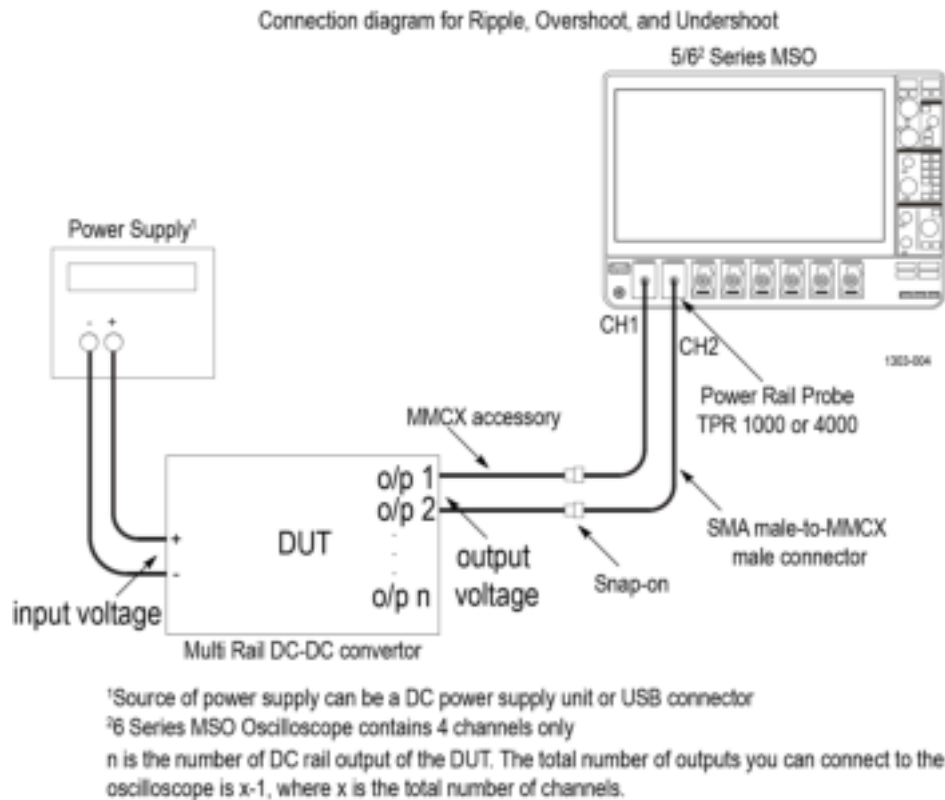 Connection diagram for Ripple, Overshoot, and Undershoot
5/6² Series MSO
Power Supply¹
- +
CH1
CH2
1303-004
Power Rail Probe
TPR 1000 or 4000
MMCX accessory
o/p 1
o/p 2
+
DUT
-
-
-
-
output
voltage
SMA male-to-MMCX
male connector
Snap-on
o/p n
input voltage
Multi Rail DC-DC convertor
¹Source of power supply can be a DC power supply unit or USB connector
²6 Series MSO Oscilloscope contains 4 channels only
n is the number of DC rail output of the DUT. The total number of outputs you can connect to the
oscilloscope is x-1, where x is the total number of channels.